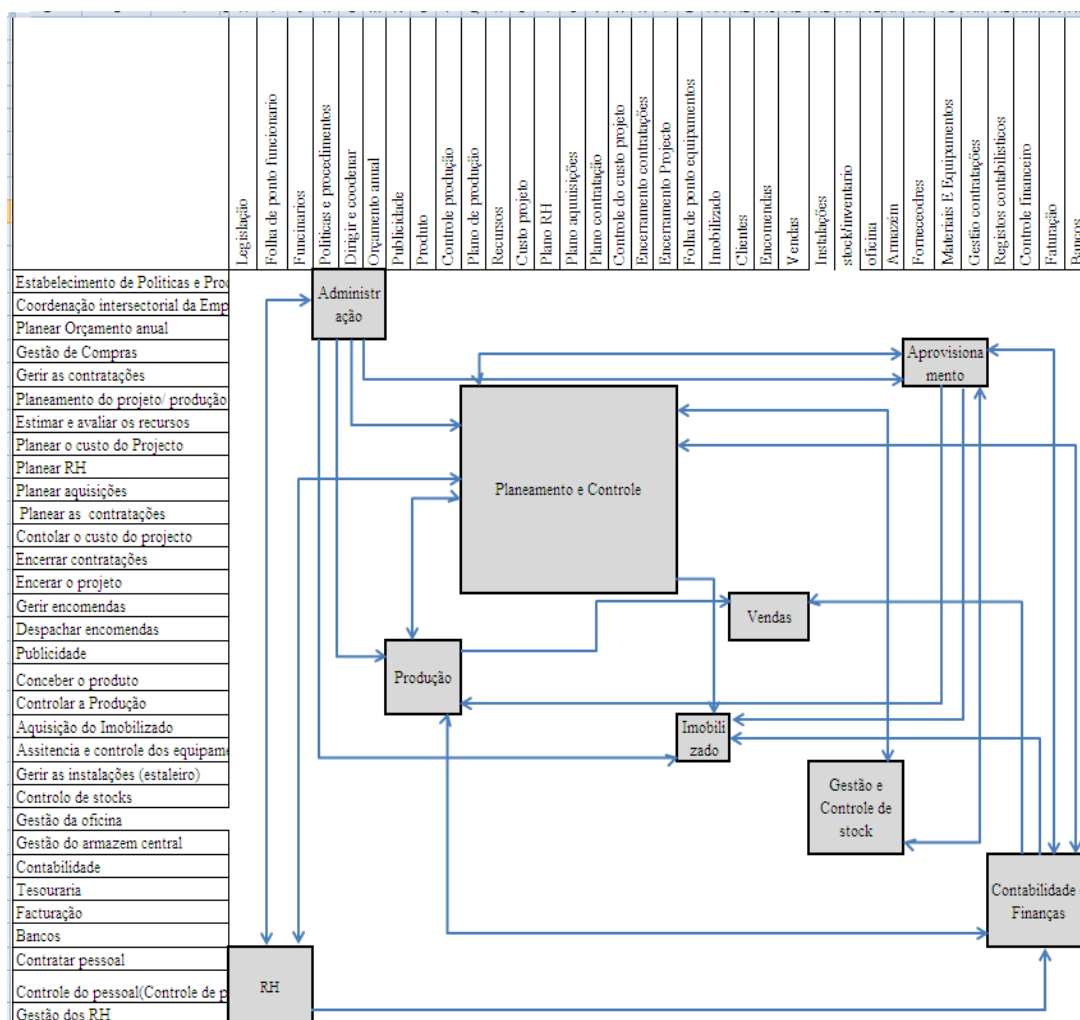 Legislação
Folha de ponto funcionario
Funcinarios
Politicas e procedimentos
Dirigir e coodenar
Orçamento anual
Publicidade
Produto
Controle produção
Plano de produção
Recursos
Custo projeto
Plano RH
Plano aquuisições
Plano contratação
Controle do custo projeto
Encerramento contratações
Encerramento Projecto
Folha de ponto equipamentos
Imobilizado
Clientes
Encomendas
Vendas
Instalações
stock/inventario
oficina
Armazém
Fornececdres
Materiais E Equipamentos
Gestão contratações
Registos contabilisticos
Controle financeiro
Faturação
Bancos
Estabelecimento de Politicas e Pro
Coordenação intersectorial da Emp
Planear Orçamento anual
Gestão de Compras
Gerir as contratações
Planeamento do projeto/ produção
Estimar e avaliar os recursos
Planear o custo do Projecto
Planear RH
Planear aquisições
Planear as contratações
Contolar o custo do projecto
Encerrar contratações
Encerar o projeto
Gerir encomendas
Despachar encomendas
Publicidade
Conceber o produto
Controlar a Produção
Aquisição do Imobilizado
Assitencia e controle dos equipame
Gerir as instalações (estaleiro)
Controlo de stocks
Gestão da oficina
Gestão do armazem central
Contabilidade
Tesouraria
Facturação
Bancos
Contratar pessoal
Controle do pessoal(Controle de p
Gestão dos RH
Administr
ação
Aprovisiona
mento
Planeamento e Controle
Vendas
Produção
Imobili
zado
Gestão e
Controle de
stock
Contabilidade
Finanças
RH